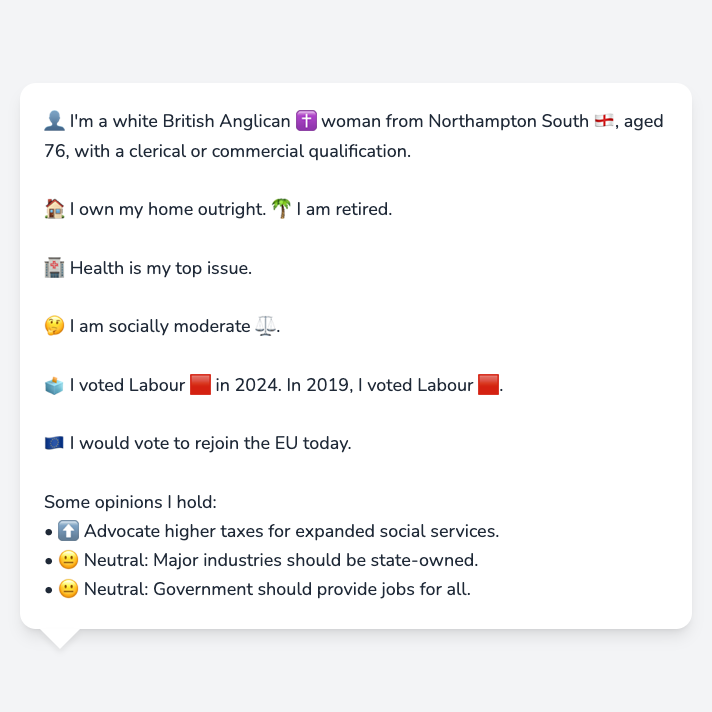 👤 I'm a white British Anglican ✝️ woman from Northampton South 🏴󠁧󠁢󠁥󠁮󠁧󠁿, aged
76, with a clerical or commercial qualification.
🏠 I own my home outright. 🌴 I am retired.
🏥 Health is my top issue.
🤔 I am socially moderate ⚖️.
🗳️ I voted Labour 🟥 in 2024. In 2019, I voted Labour 🟥.
🇪🇺 I would vote to rejoin the EU today.
Some opinions I hold:
• ⬆️ Advocate higher taxes for expanded social services.
• 😐 Neutral: Major industries should be state-owned.
• 😐 Neutral: Government should provide jobs for all.